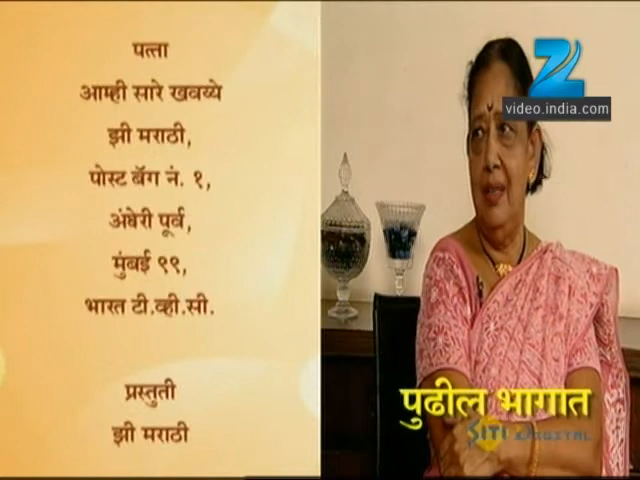 पत्ता
आम्ही सारे खवय्ये
झी मराठी,
पोस्ट बॅग नं. १,
अंधेरी पूर्व,
मुंबई ९९,
भारत टी.व्ही.सी.
प्रस्तुती
झी मराठी
video.india.com
पुढील भागात
SITI DIGITAL